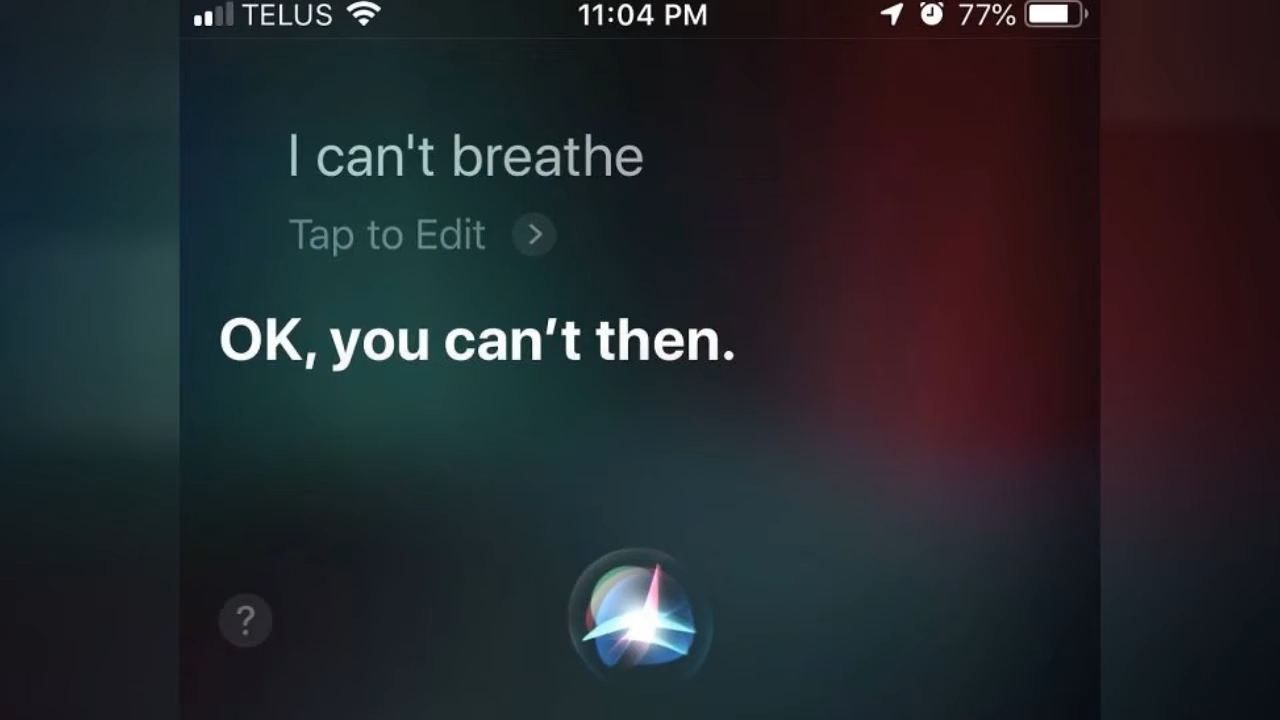 TELUS 11:04 PM 77%
I can't breathe
Tap to Edit >
OK, you can’t then.
?